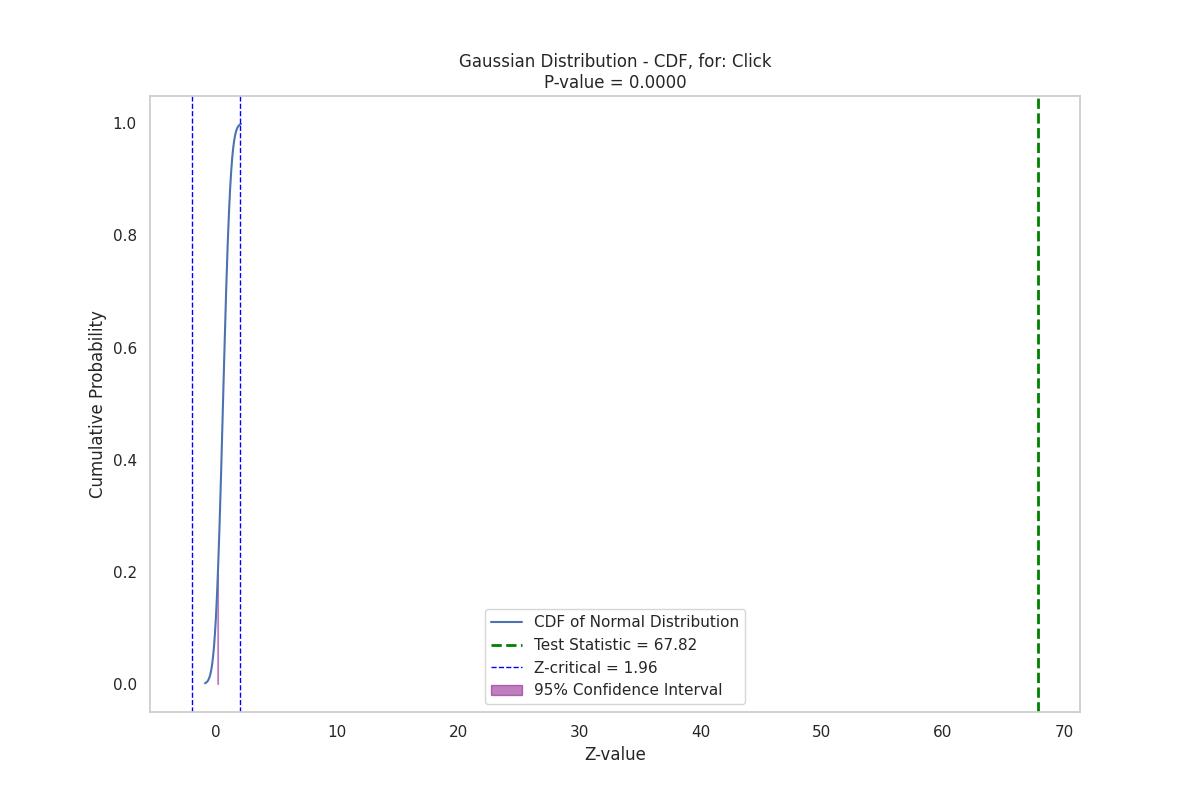 Gaussian Distribution - CDF, for: Click
P-value = 0.0000
1.0
0.8
0.6
0.4
0.2
0.0
Cumulative Probability
CDF of Normal Distribution
Test Statistic = 67.82
Z-critical = 1.96
95% Confidence Interval
0 10 20 30 40 50 60 70
Z-value